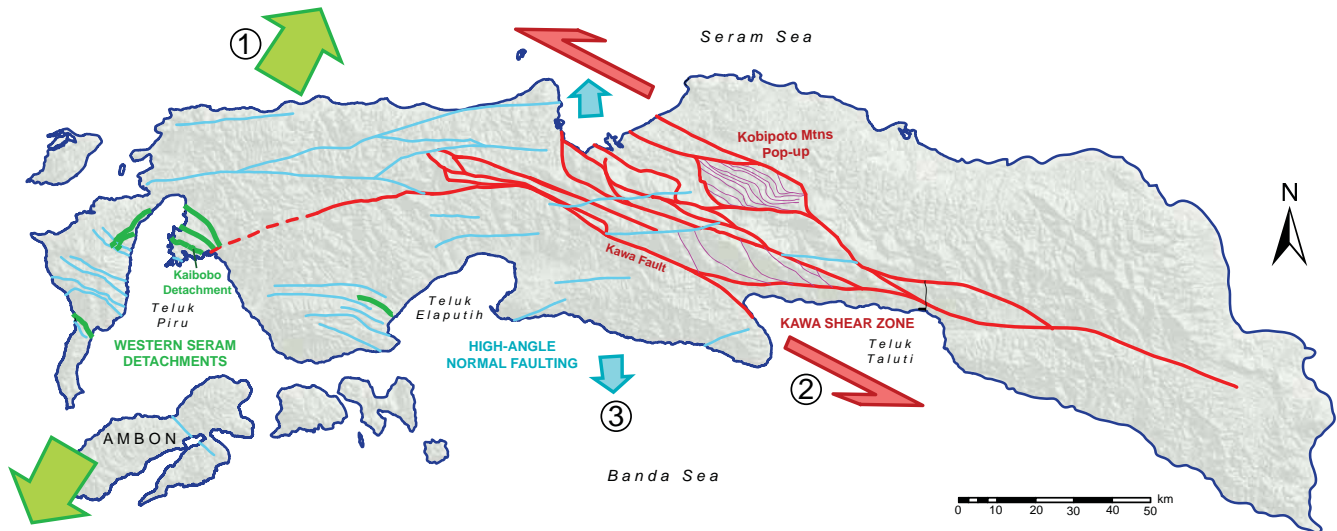 ①
Seram Sea
Kobipoto Mtns
Pop-up
N
Kawa Fault
Kaibobo
Detachment
Teluk
Piru
Teluk
Elaputih
WESTERN SERAM
DETACHMENTS
HIGH-ANGLE
NORMAL FAULTING
KAWA SHEAR ZONE
Teluk
Taluti
②
③
AMBON
Banda Sea
km
0 10 20 30 40 50